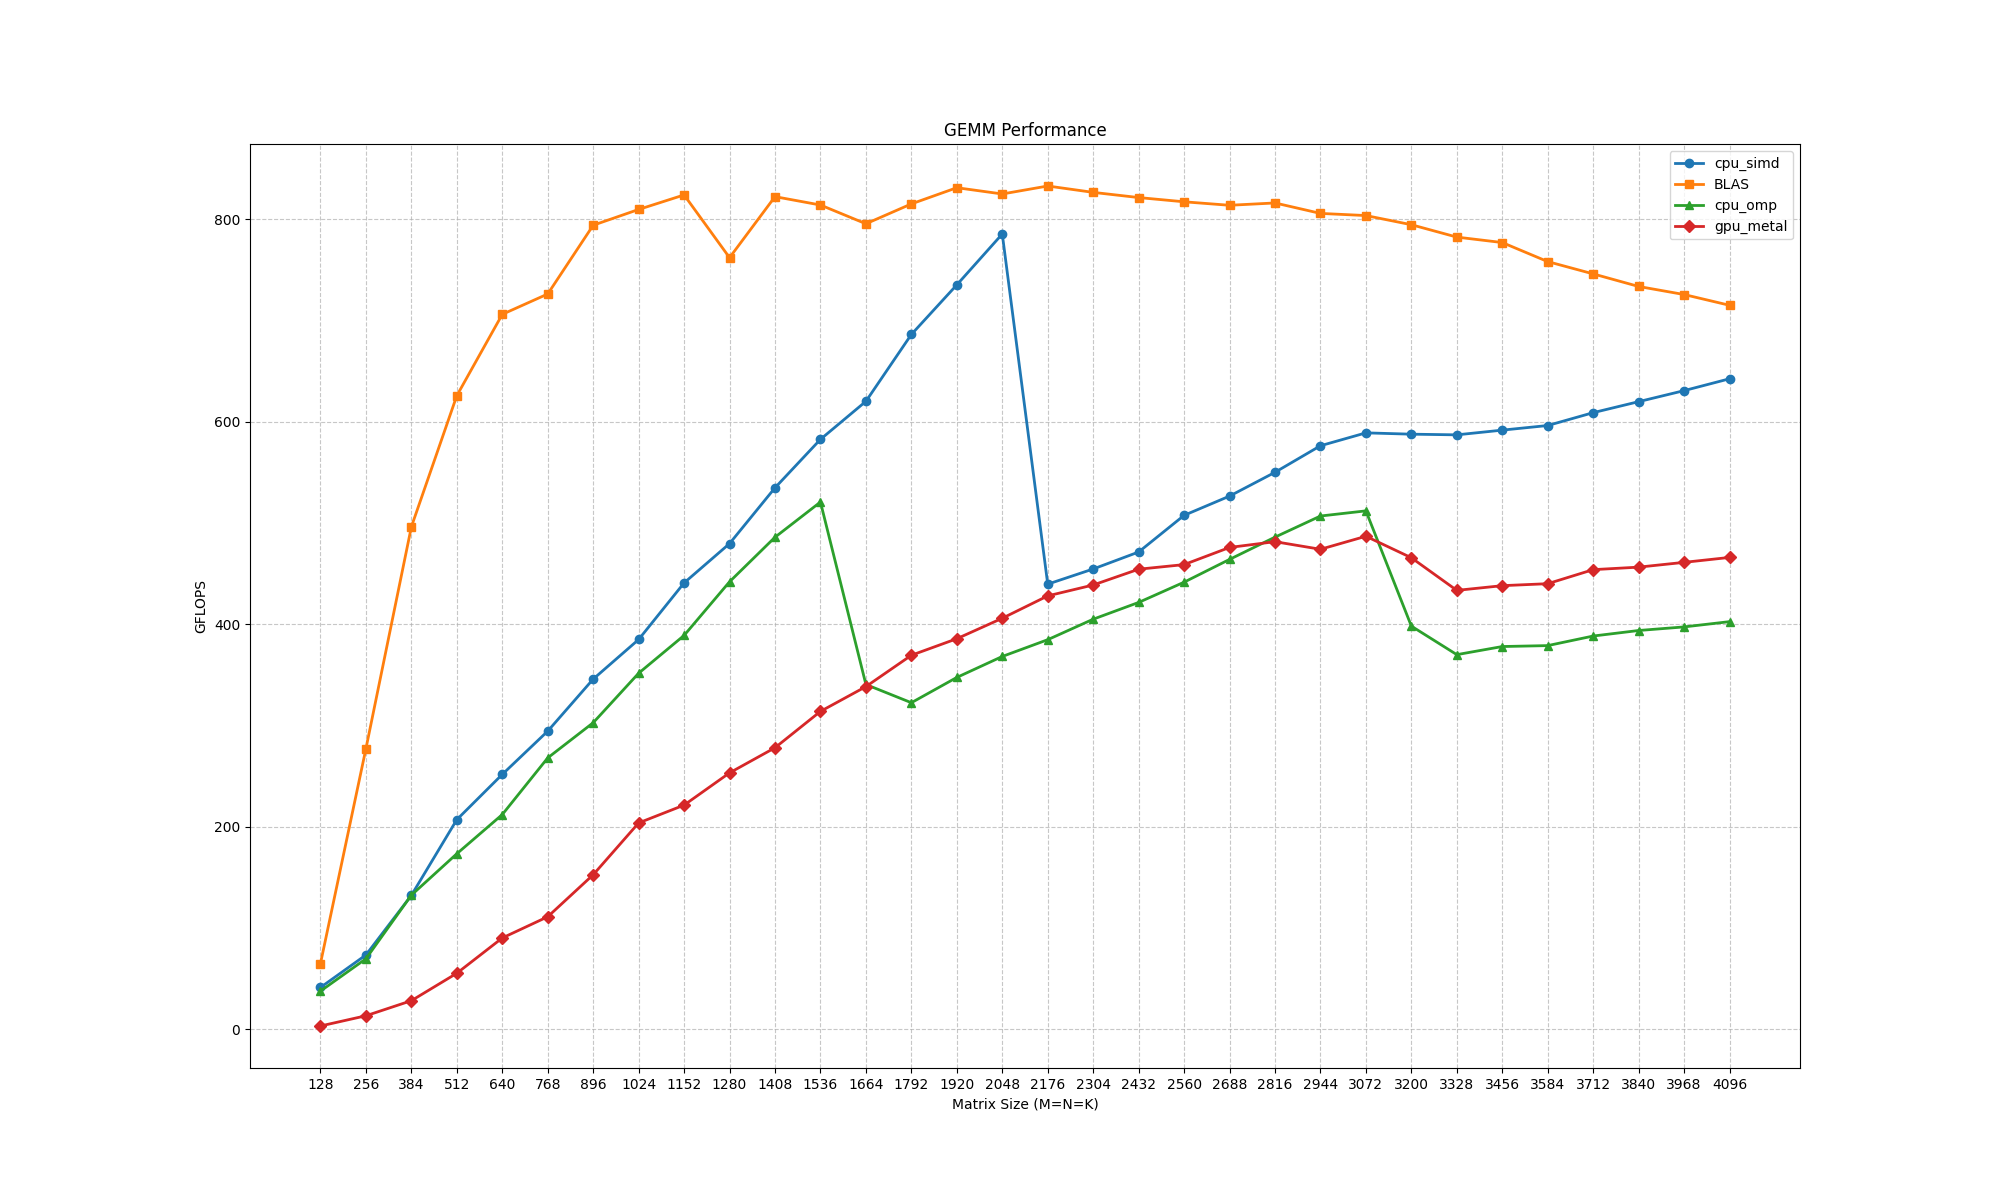 GEMM Performance
cpu_simd
BLAS
cpu_omp
gpu_metal
800
600
400
200
0
GFLOPS
128 256 384 512 640 768 896 1024 1152 1280 1408 1536 1664 1792 1920 2048 2176 2304 2432 2560 2688 2816 2944 3072 3200 3328 3456 3584 3712 3840 3968 4096
Matrix Size (M=N=K)